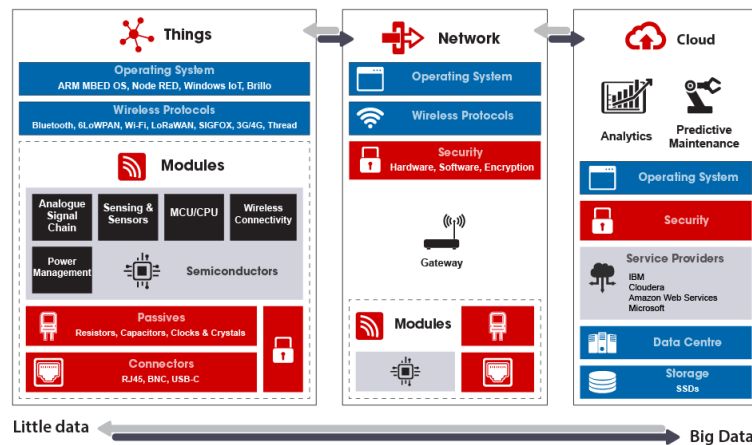 Things
Operating System
ARM MBED OS, Node RED, Windows IoT, Brillo
Wireless Protocols
Bluetooth, 6LoWPAN, Wi-Fi, LoRaWAN, SIGFOX, 3G/4G, Thread
Modules
Analogue
Signal
Chain
Sensing &
Sensors
MCU/CPU
Wireless
Connectivity
Power
Management
Semiconductors
Passives
Resistors, Capacitors, Clocks & Crystals
Connectors
RJ45, BNC, USB-C
Network
Operating System
Wireless Protocols
Security
Hardware, Software, Encryption
Gateway
Modules
Cloud
Analytics
Predictive
Maintenance
Operating System
Security
Service Providers
IBM
Cloudera
Amazon Web Services
Microsoft
Data Centre
Storage
SSDs
Little data
Big Data